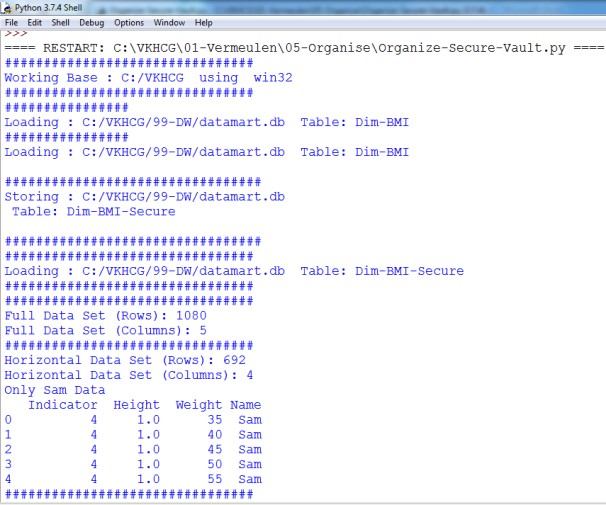 Python 3.7.4 Shell
File Edit Shell Debug Options Window Help
>>>
==== RESTART: C:\VKHCG\01-Vermeulen\05-Organise\Organize-Secure-Vault.py ====
################################
Working Base : C:/VKHCG  using  win32
################################
################
Loading : C:/VKHCG/99-DW/datamart.db  Table: Dim-BMI
################
Loading : C:/VKHCG/99-DW/datamart.db  Table: Dim-BMI
#################################
Storing : C:/VKHCG/99-DW/datamart.db
 Table: Dim-BMI-Secure
#################################
################################
Loading : C:/VKHCG/99-DW/datamart.db  Table: Dim-BMI-Secure
################################
################################
Full Data Set (Rows): 1080
Full Data Set (Columns): 5
################################
Horizontal Data Set (Rows): 692
Horizontal Data Set (Columns): 4
Only Sam Data
   Indicator  Height  Weight Name
0          4     1.0      35  Sam
1          4     1.0      40  Sam
2          4     1.0      45  Sam
3          4     1.0      50  Sam
4          4     1.0      55  Sam
################################